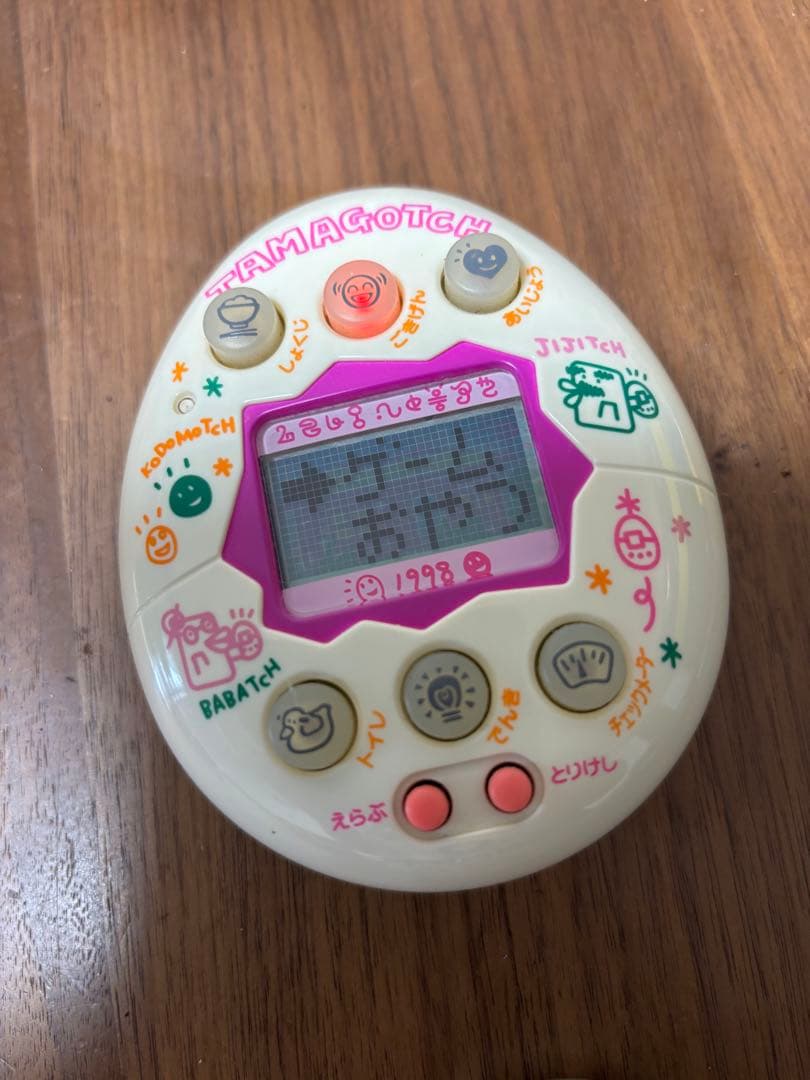 TAMAGOTCH
しょくじ
ごきげん
あいじょう
JIJITCH
KODOMOTCH
ゲーム
おやつ
1998
BABATCH
トイレ
でんき
チェックメーター
えらぶ
とりけし